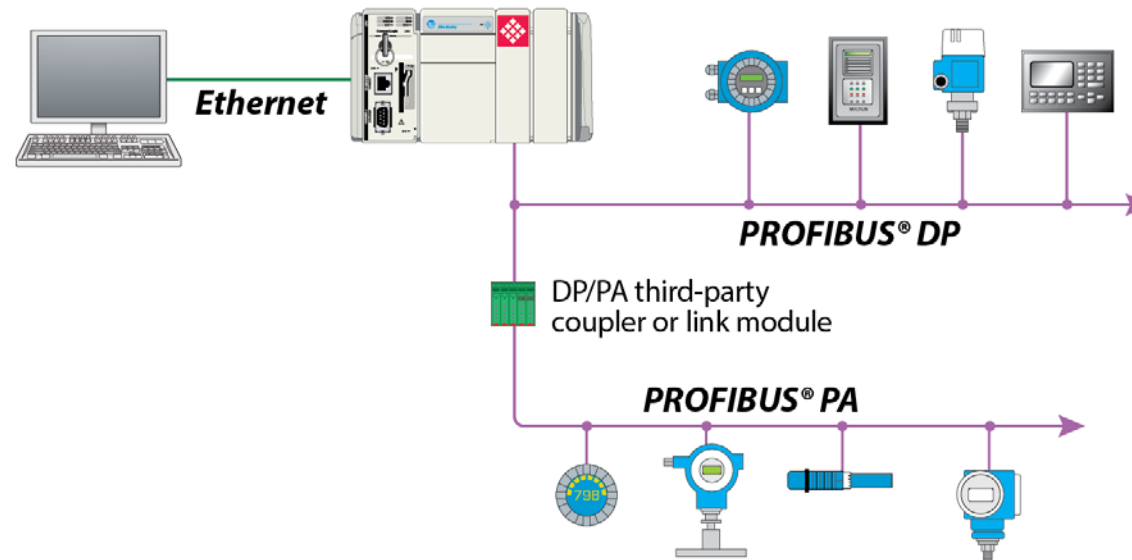 Ethernet
PROFIBUS® DP
DP/PA third-party
coupler or link module
PROFIBUS® PA
798